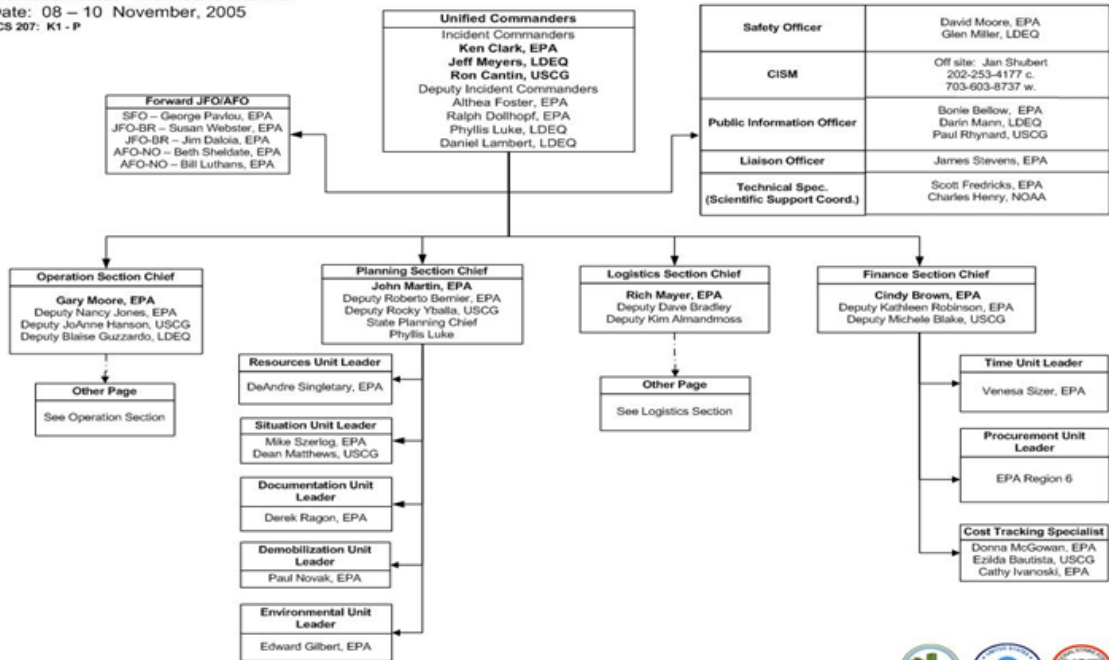 Date: 08 – 10 November, 2005
ICS 207: K1 - P
Unified Commanders
Incident Commanders
Ken Clark, EPA
Jeff Meyers, LDEQ
Ron Cantin, USCG
Deputy Incident Commanders
Althea Foster, EPA
Ralph Dollhopf, EPA
Phyllis Luke, LDEQ
Daniel Lambert, LDEQ
Safety Officer
David Moore, EPA
Glen Miller, LDEQ
CISM
Off site: Jan Shubert
202-253-4177 c.
703-603-8737 w.
Public Information Officer
Bonie Bellow, EPA
Darin Mann, LDEQ
Paul Rhynard, USCG
Liaison Officer
James Stevens, EPA
Technical Spec.
(Scientific Support Coord.)
Scott Fredricks, EPA
Charles Henry, NOAA
Forward JFO/AFO
SFO – George Pavlou, EPA
JFO-BR – Susan Webster, EPA
JFO-BR – Jim Daloia, EPA
AFO-NO – Beth Sheldate, EPA
AFO-NO – Bill Luthans, EPA
Operation Section Chief
Gary Moore, EPA
Deputy Nancy Jones, EPA
Deputy JoAnne Hanson, USCG
Deputy Blaise Guzzardo, LDEQ
Other Page
See Operation Section
Planning Section Chief
John Martin, EPA
Deputy Roberto Bernier, EPA
Deputy Rocky Yballa, USCG
State Planning Chief
Phyllis Luke
Resources Unit Leader
DeAndre Singletary, EPA
Situation Unit Leader
Mike Szerlog, EPA
Dean Matthews, USCG
Documentation Unit
Leader
Derek Ragon, EPA
Demobilization Unit
Leader
Paul Novak, EPA
Environmental Unit
Leader
Edward Gilbert, EPA
Logistics Section Chief
Rich Mayer, EPA
Deputy Dave Bradley
Deputy Kim Almandmoss
Other Page
See Logistics Section
Finance Section Chief
Cindy Brown, EPA
Deputy Kathleen Robinson, EPA
Deputy Michele Blake, USCG
Time Unit Leader
Venesa Sizer, EPA
Procurement Unit
Leader
EPA Region 6
Cost Tracking Specialist
Donna McGowan, EPA
Ezilda Bautista, USCG
Cathy Ivanoski, EPA